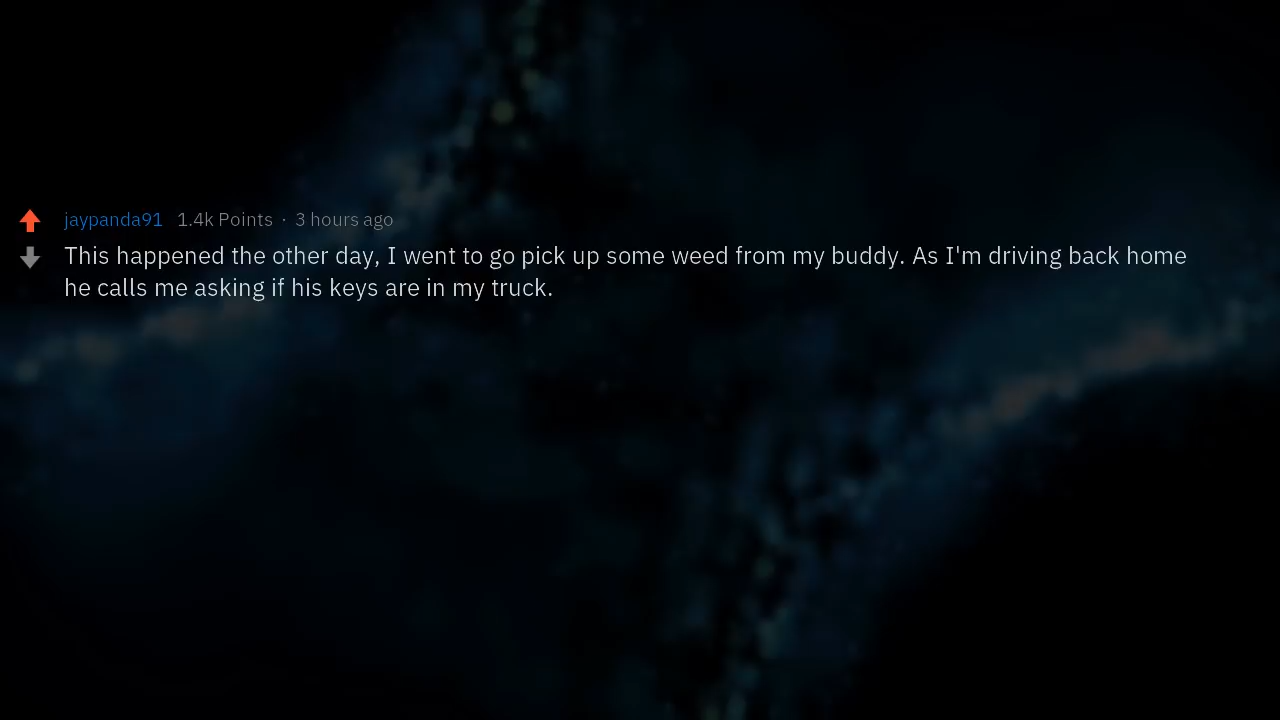 jaypanda91 1.4k Points · 3 hours ago
This happened the other day, I went to go pick up some weed from my buddy. As I'm driving back home
he calls me asking if his keys are in my truck.